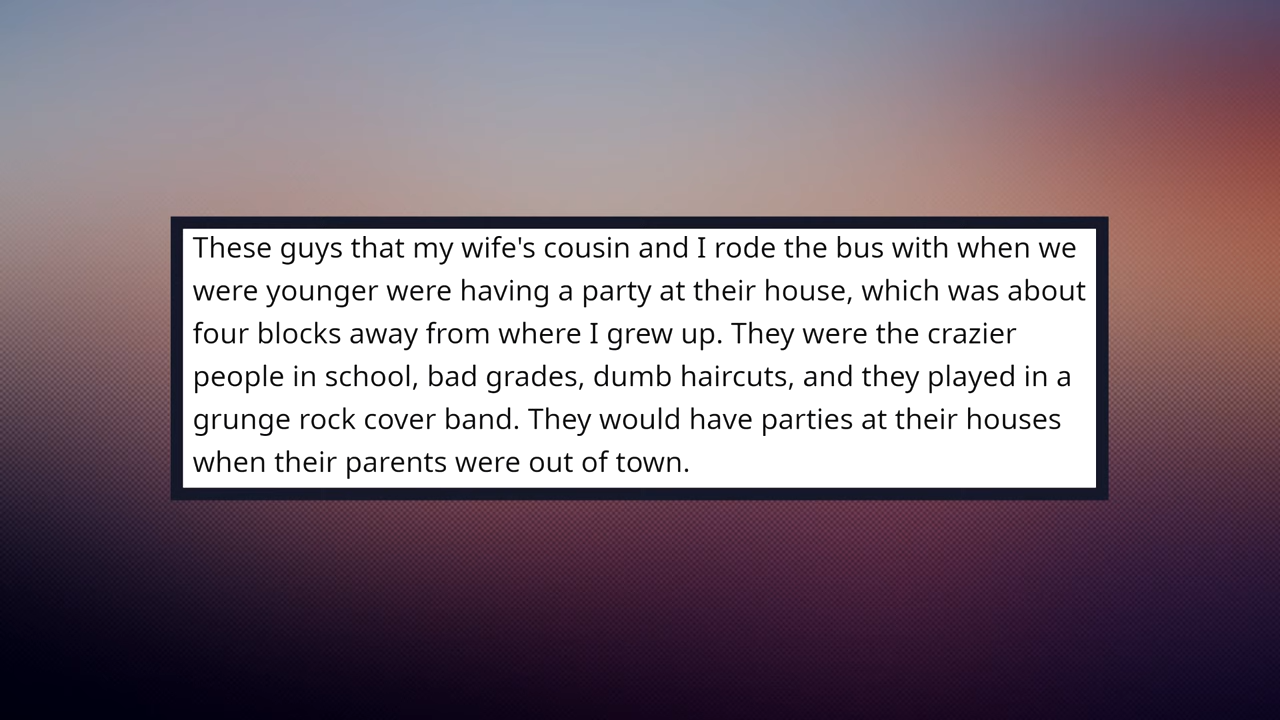 These guys that my wife's cousin and I rode the bus with when we
were younger were having a party at their house, which was about
four blocks away from where I grew up. They were the crazier
people in school, bad grades, dumb haircuts, and they played in a
grunge rock cover band. They would have parties at their houses
when their parents were out of town.